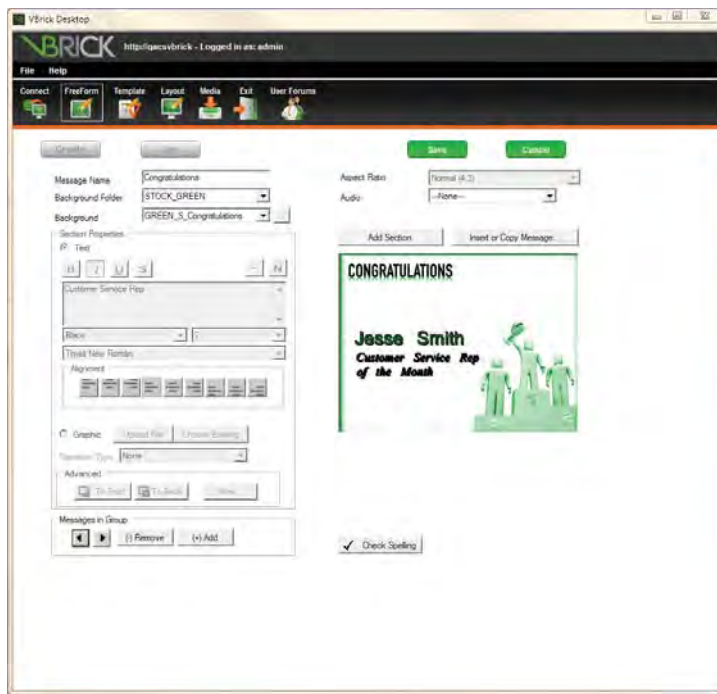 VBrick Desktop
VBRICK http://qacsvbrick - Logged in as: admin
File Help
Connect FreeForm Template Layout Media Exit User Forums
Save Cancel
Message Name Congratulations
Aspect Ratio Normal (4:3)
Background Folder STOCK_GREEN
Audio --None--
Background GREEN_S_Congratulations
Section Properties
Text
Add Section Insert or Copy Message
B I U S N
Customer Service Rep
CONGRATULATIONS
Jesse Smith
Customer Service Rep
of the Month
Black
Times New Roman
Alignment
Graphic Upload File Choose Existing
Transition Type None
Advanced
To Front To Back
Messages in Group
(-) Remove (+) Add
Check Spelling